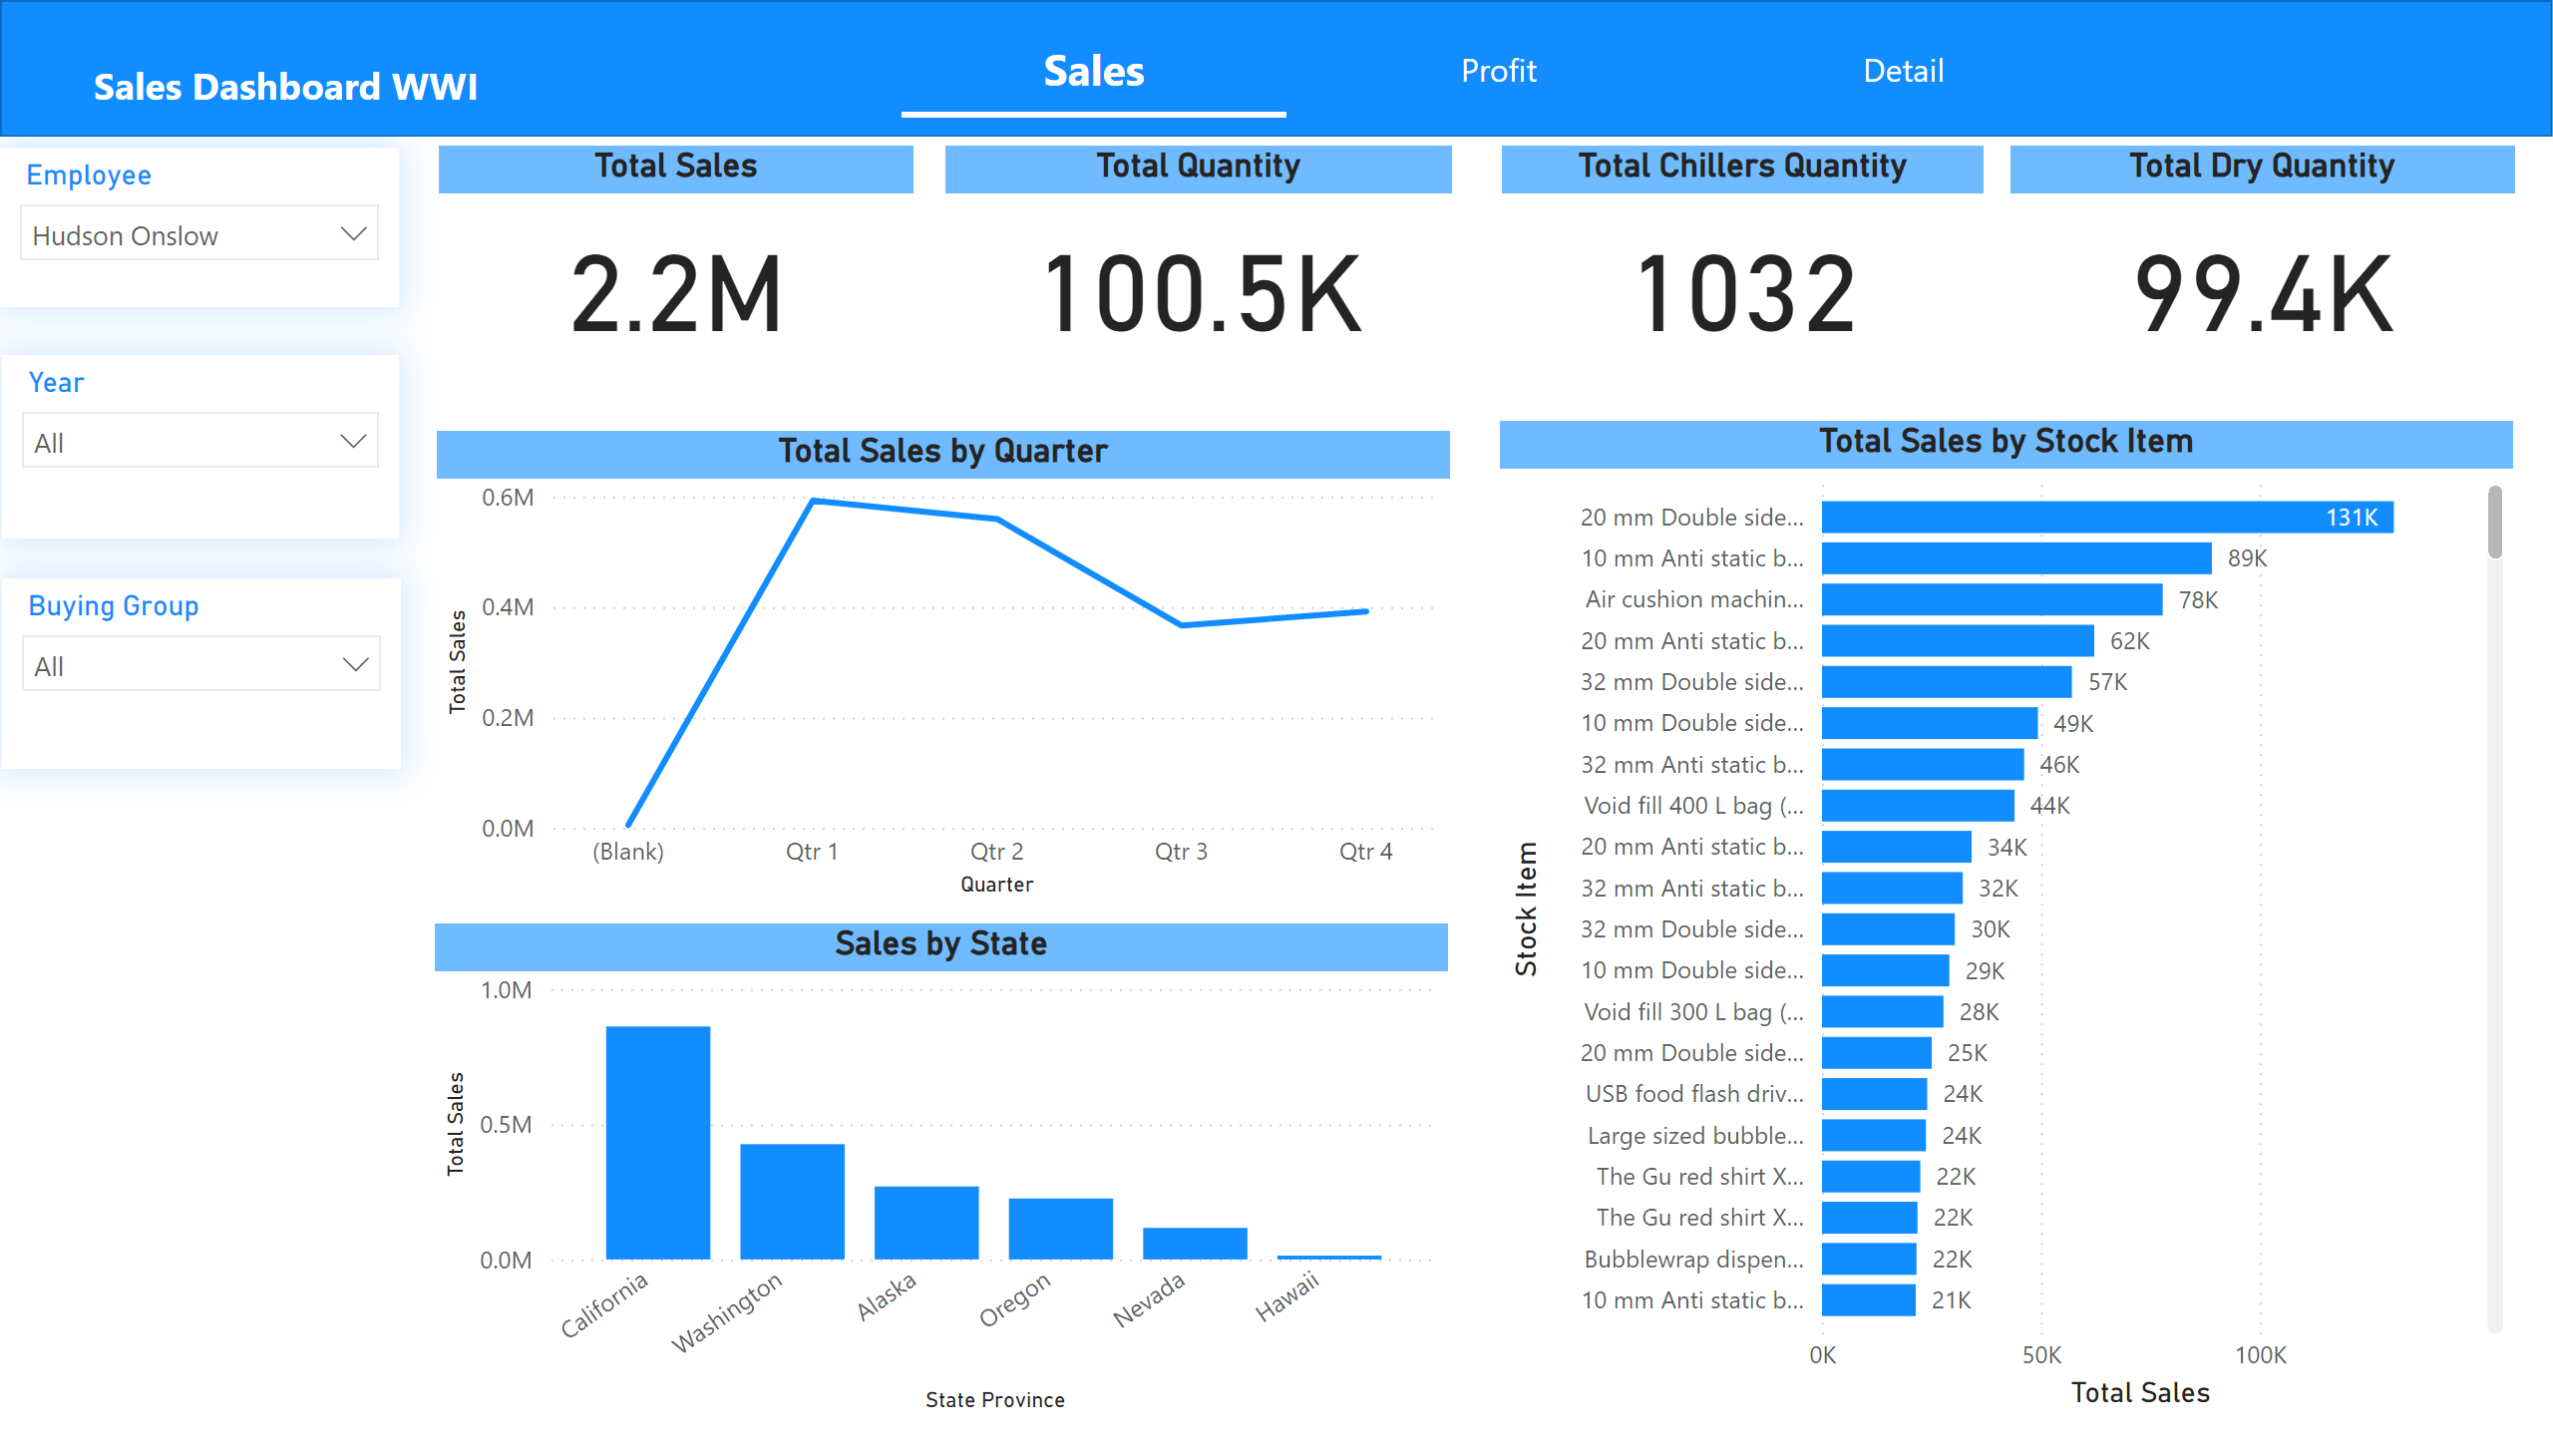 Sales Dashboard WWI
Sales
Profit
Detail
Employee
Hudson Onslow
Year
All
Buying Group
All
Total Sales
2.2M
Total Quantity
100.5K
Total Chillers Quantity
1032
Total Dry Quantity
99.4K
Total Sales by Quarter
Total Sales
0.6M
0.4M
0.2M
0.0M
(Blank)
Qtr 1
Qtr 2
Qtr 3
Qtr 4
Quarter
Sales by State
Total Sales
1.0M
0.5M
0.0M
California
Washington
Alaska
Oregon
Nevada
Hawaii
State Province
Total Sales by Stock Item
Stock Item
20 mm Double side... 131K
10 mm Anti static b... 89K
Air cushion machin... 78K
20 mm Anti static b... 62K
32 mm Double side... 57K
10 mm Double side... 49K
32 mm Anti static b... 46K
Void fill 400 L bag (... 44K
20 mm Anti static b... 34K
32 mm Anti static b... 32K
32 mm Double side... 30K
10 mm Double side... 29K
Void fill 300 L bag (... 28K
20 mm Double side... 25K
USB food flash driv... 24K
Large sized bubble... 24K
The Gu red shirt X... 22K
The Gu red shirt X... 22K
Bubblewrap dispen... 22K
10 mm Anti static b... 21K
0K
50K
100K
Total Sales